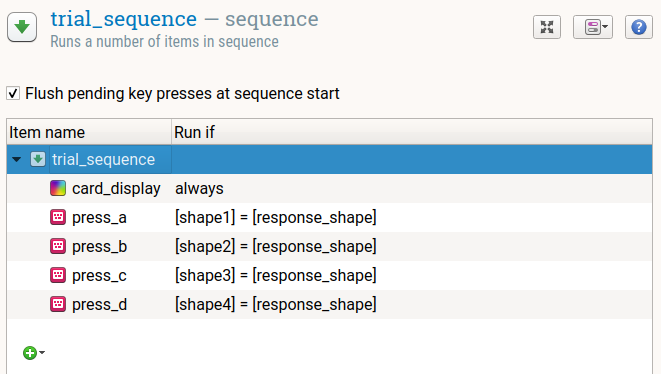 trial_sequence — sequence
Runs a number of items in sequence
Flush pending key presses at sequence start
Item name Run if
trial_sequence
card_display always
press_a [shape1] = [response_shape]
press_b [shape2] = [response_shape]
press_c [shape3] = [response_shape]
press_d [shape4] = [response_shape]